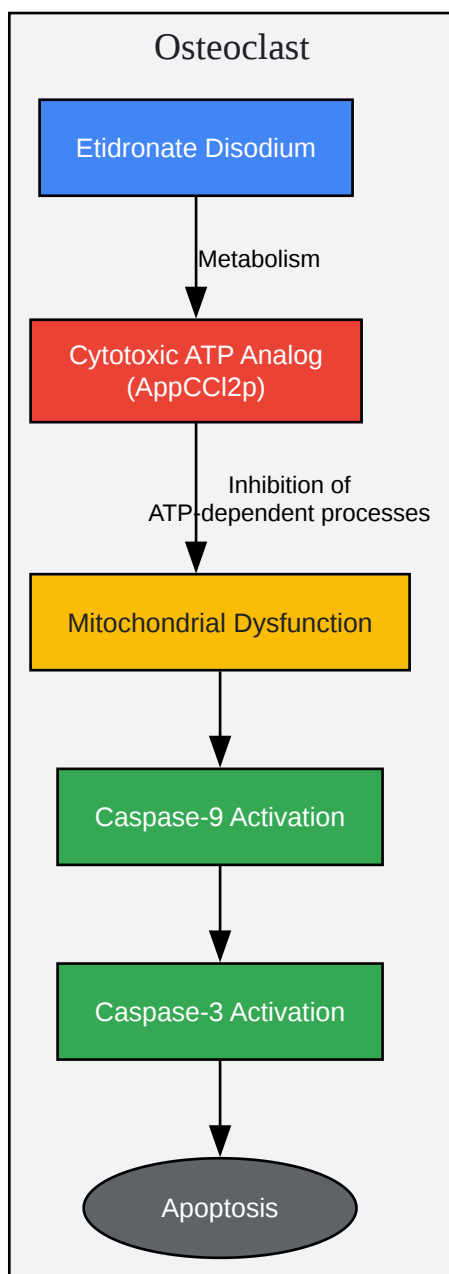 Osteoclast
Etidronate Disodium
Metabolism
Cytotoxic ATP Analog
(AppCCl2p)
Inhibition of
ATP-dependent processes
Mitochondrial Dysfunction
Caspase-9 Activation
Caspase-3 Activation
Apoptosis